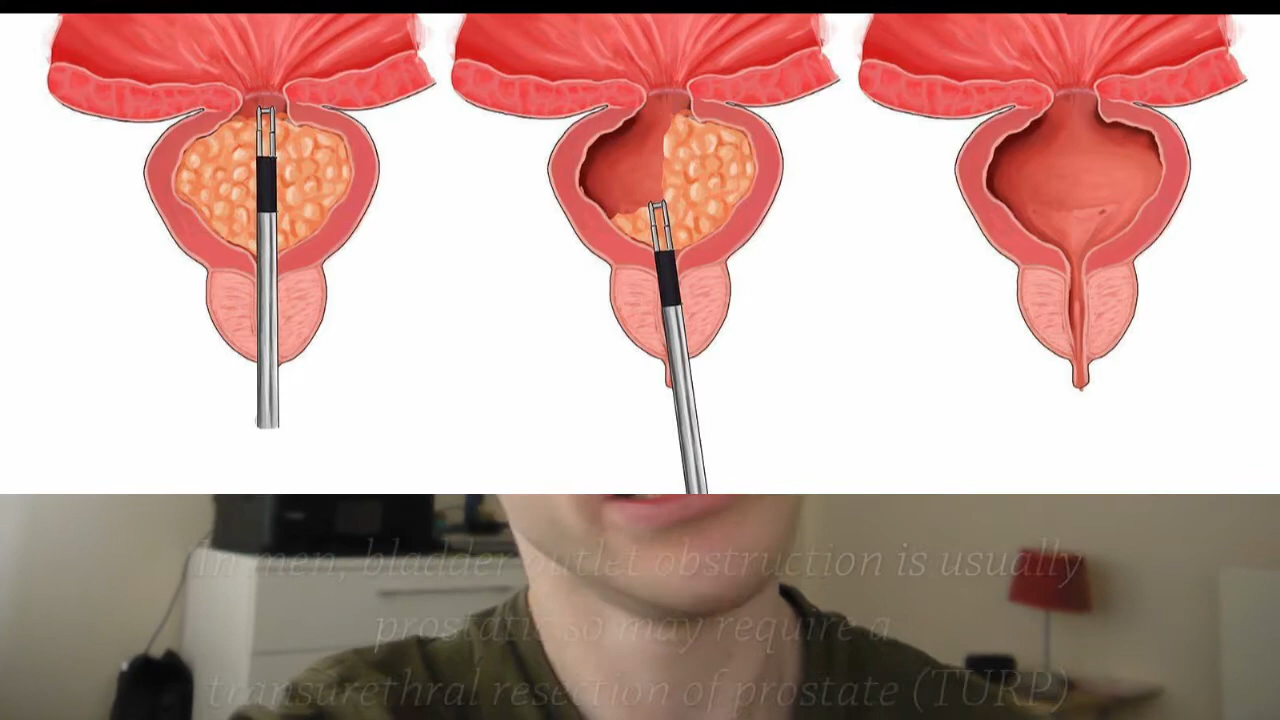 In men, bladder outlet obstruction is usually
prostatic so may require a
transurethral resection of prostate (TURP)